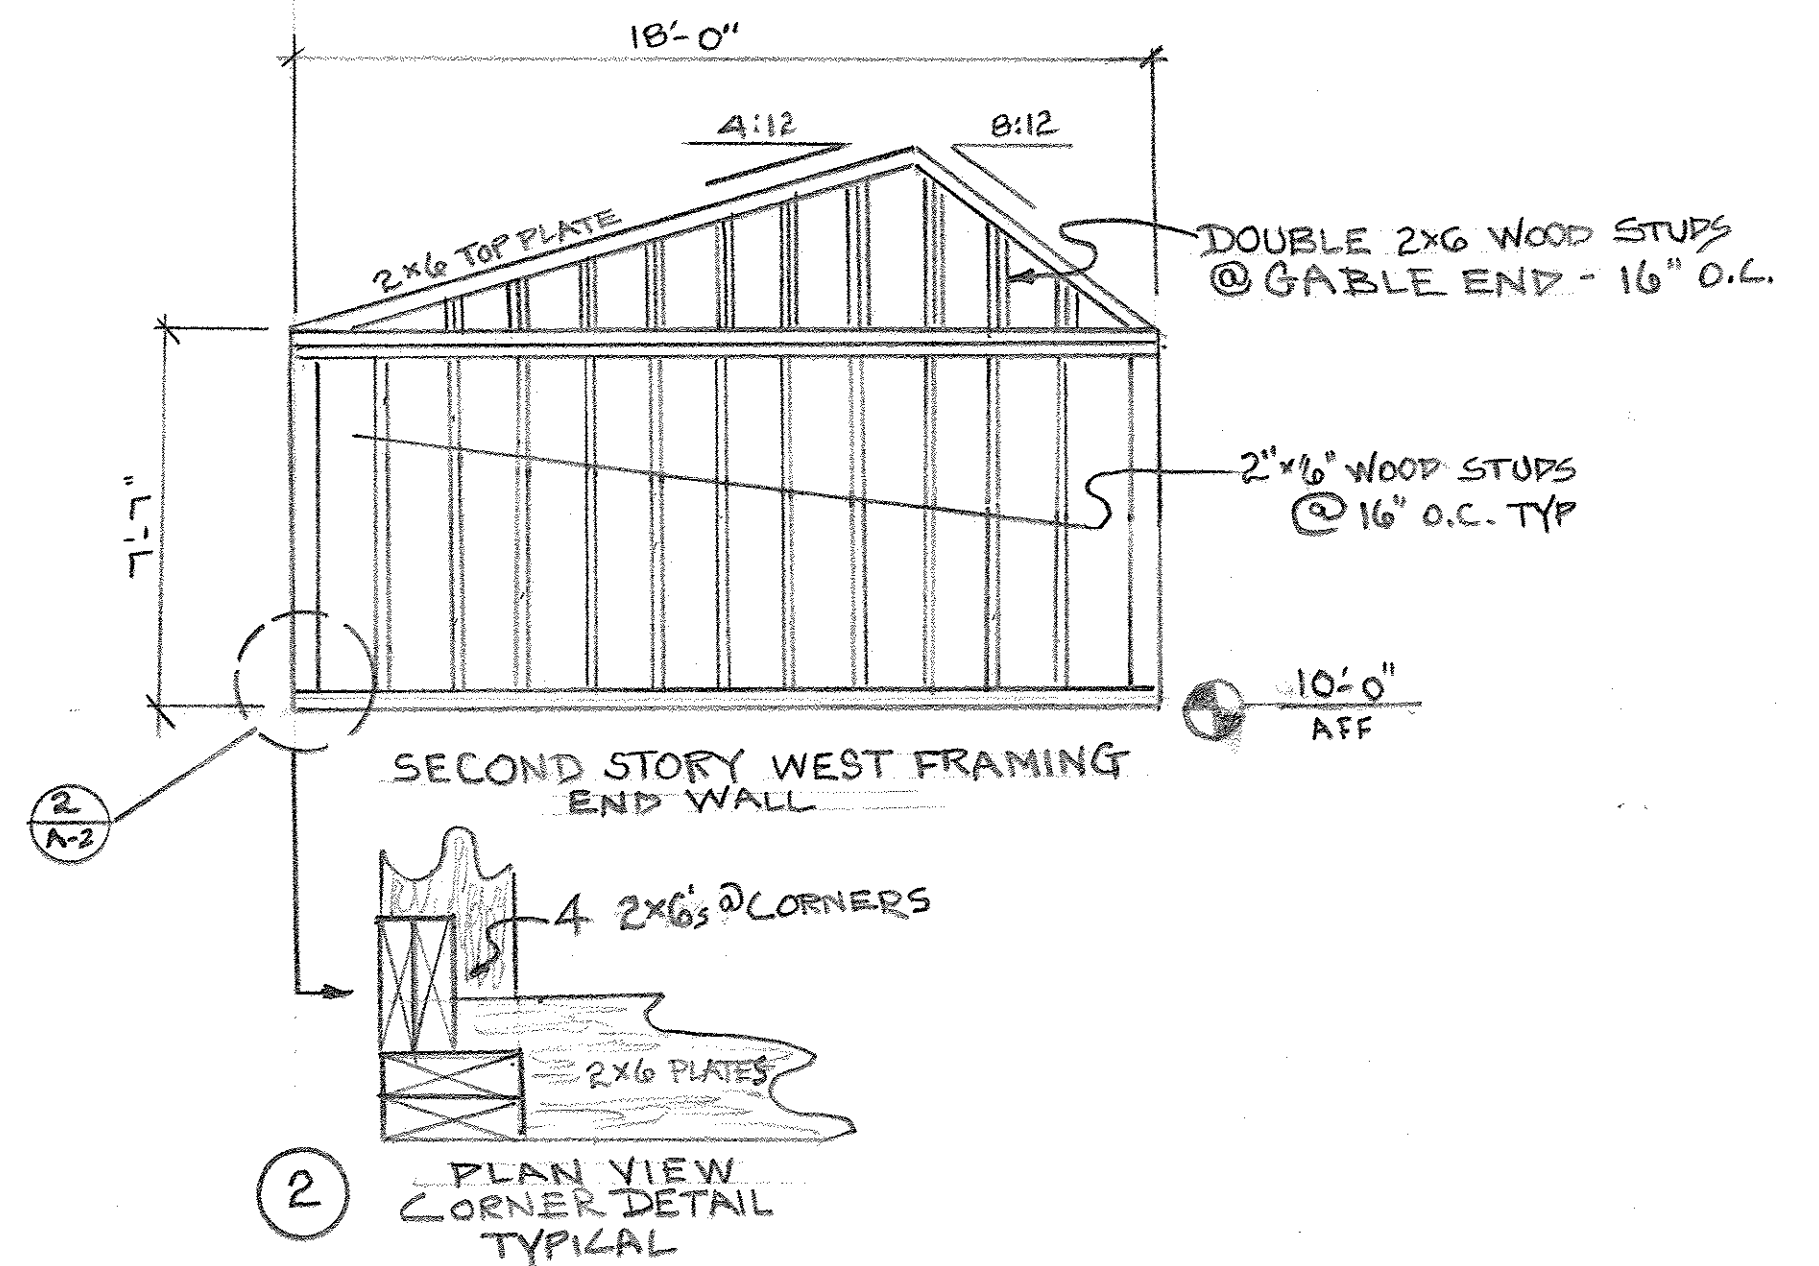 18'-0"
4:12
8:12
2x6 TOP PLATE
DOUBLE 2x6 WOOD STUDS
@ GABLE END - 16" O.C.
7'-7"
2"x6" WOOD STUDS
@ 16" O.C. TYP
10'-0"
AFF
SECOND STORY WEST FRAMING
END WALL
2
A-2
4 2x6's @ CORNERS
2x6 PLATES
2
PLAN VIEW
CORNER DETAIL
TYPICAL